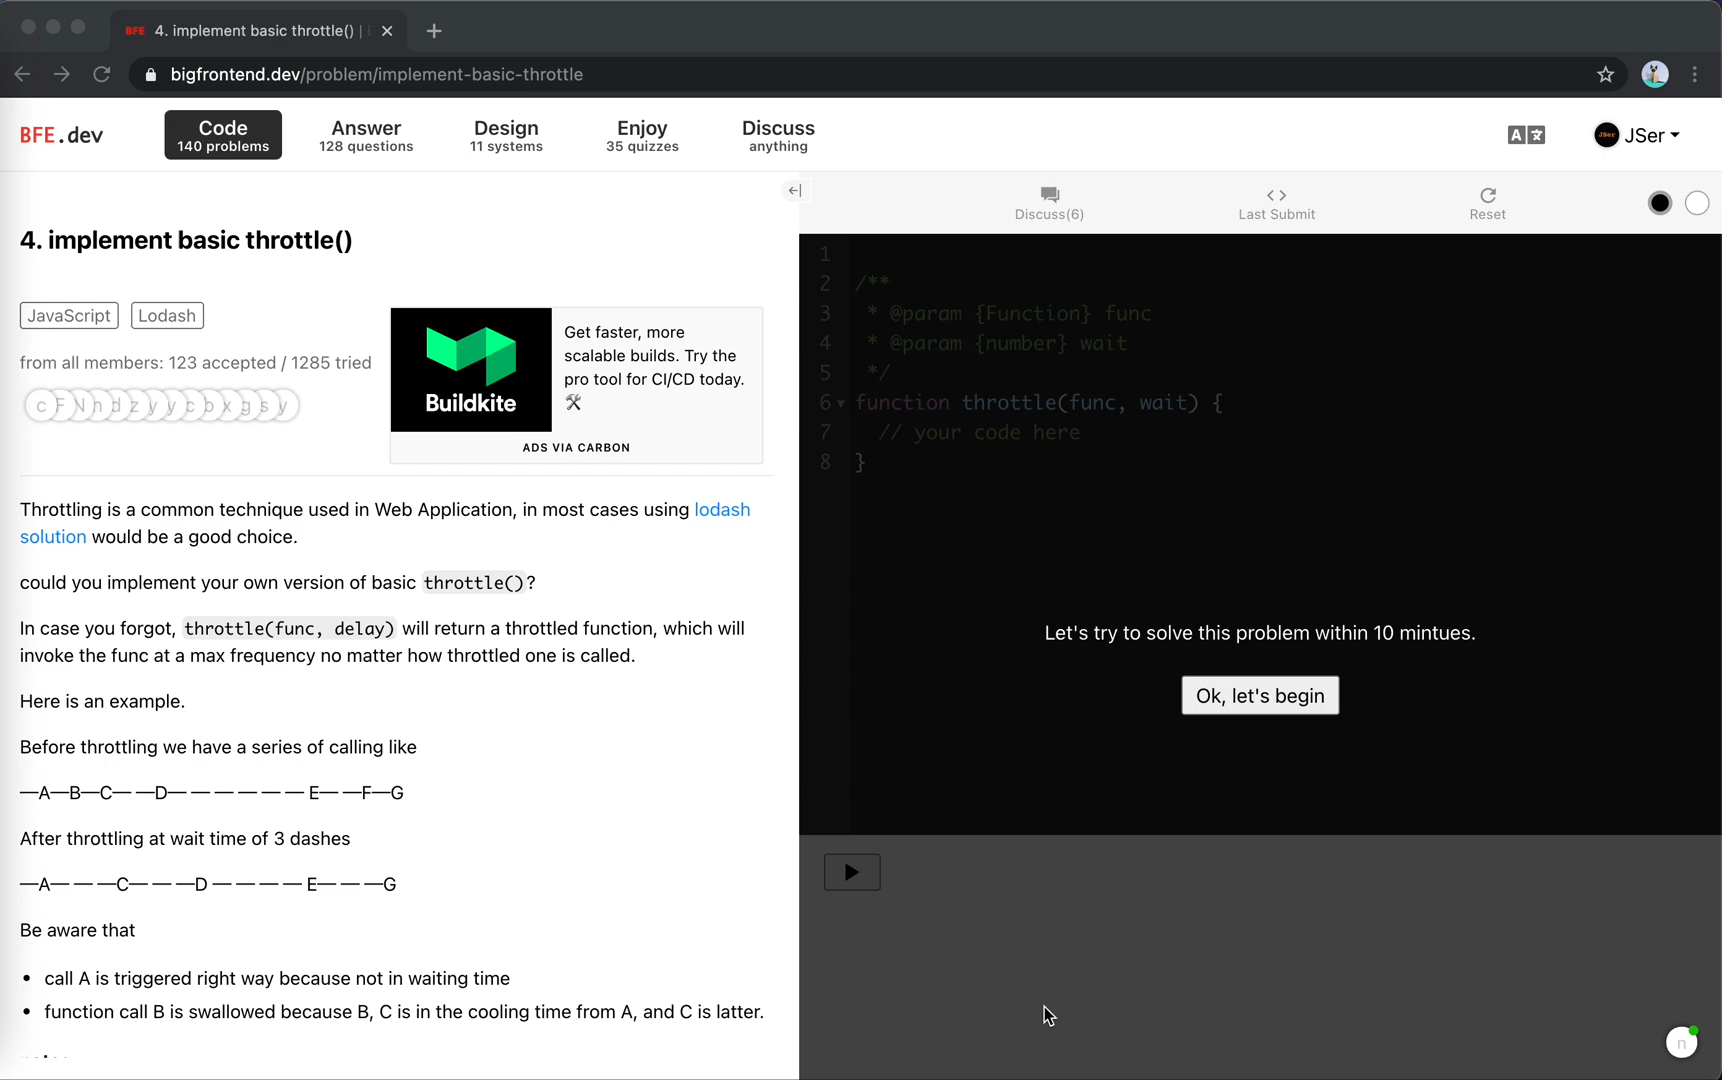 BFE 4. implement basic throttle() |
bigfrontend.dev/problem/implement-basic-throttle
BFE.dev
Code
140 problems
Answer
128 questions
Design
11 systems
Enjoy
35 quizzes
Discuss
anything
A
JSer
JSer
Discuss(6)
Last Submit
Reset
4. implement basic throttle()
JavaScript
Lodash
from all members: 123 accepted / 1285 tried
c F N n d z y y c b x g s y
Buildkite
Get faster, more
scalable builds. Try the
pro tool for CI/CD today.
🛠
ADS VIA CARBON
Throttling is a common technique used in Web Application, in most cases using lodash
solution would be a good choice.
could you implement your own version of basic throttle()?
In case you forgot, throttle(func, delay) will return a throttled function, which will
invoke the func at a max frequency no matter how throttled one is called.
Here is an example.
Before throttling we have a series of calling like
—A—B—C— —D— — — — — — E— —F—G
After throttling at wait time of 3 dashes
—A— — —C— — —D — — — — E— — —G
Be aware that
• call A is triggered right way because not in waiting time
• function call B is swallowed because B, C is in the cooling time from A, and C is latter.
1
2 /**
3 * @param {Function} func
4 * @param {number} wait
5 */
6 function throttle(func, wait) {
7 // your code here
8 }
Let's try to solve this problem within 10 mintues.
Ok, let's begin
n